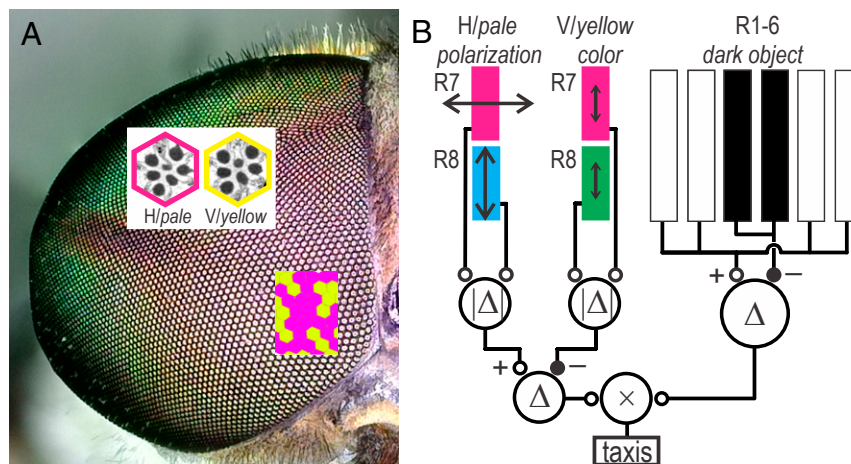 A
H/pale
V/yellow
B
H/pale
polarization
V/yellow
color
R1-6
dark object
R7
R8
R7
R8
+
−
|Δ|
|Δ|
Δ
+
−
Δ
×
taxis